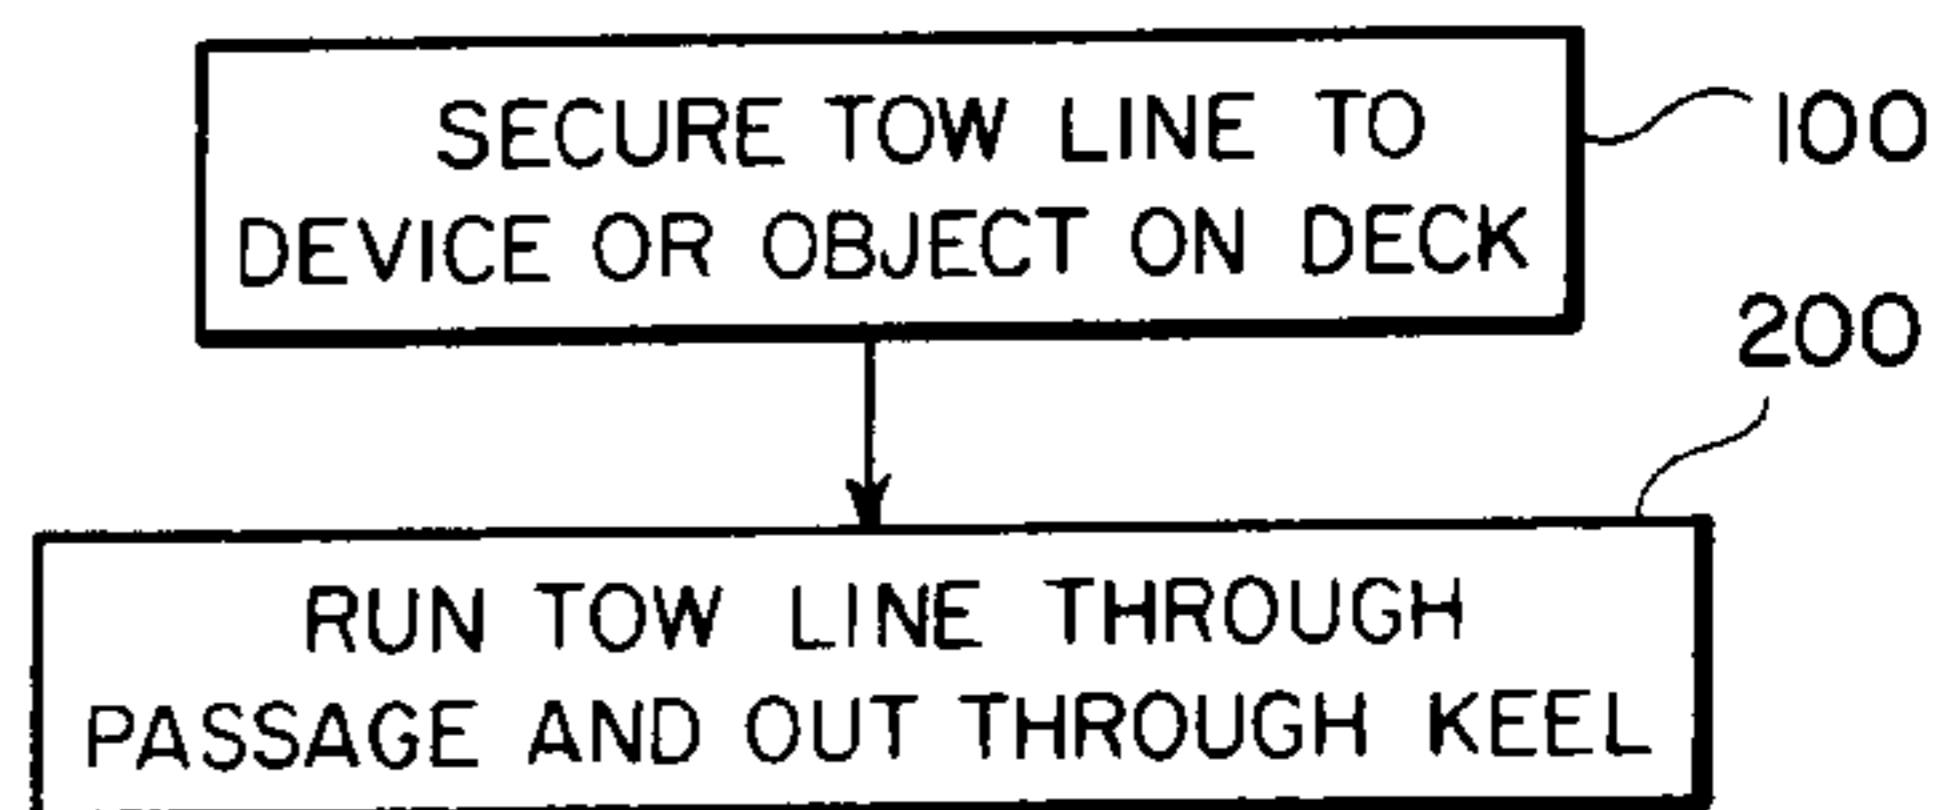 SECURE TOW LINE TO
DEVICE OR OBJECT ON DECK
100
200
RUN TOW LINE THROUGH
PASSAGE AND OUT THROUGH KEEL